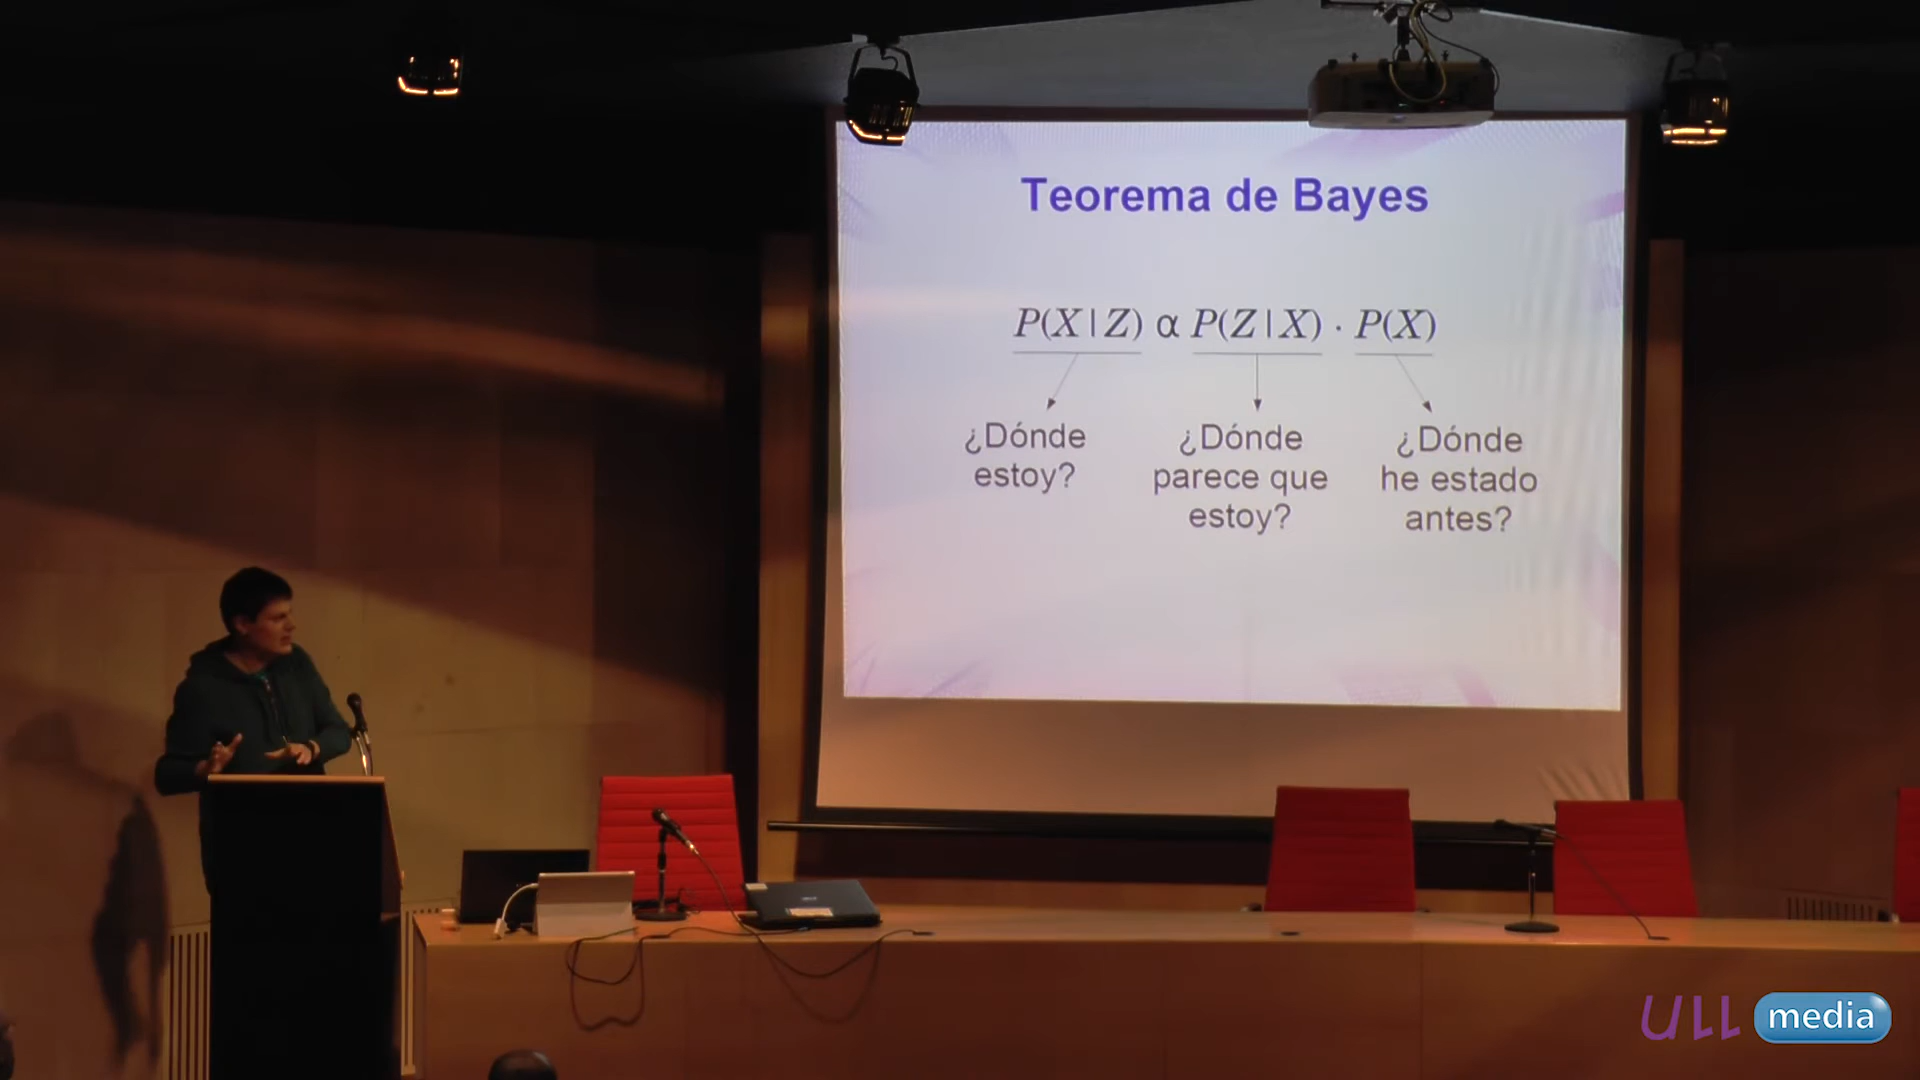 Teorema de Bayes
P(X|Z) α P(Z|X) · P(X)
¿Dónde estoy?
¿Dónde parece que estoy?
¿Dónde he estado antes?
ULL media